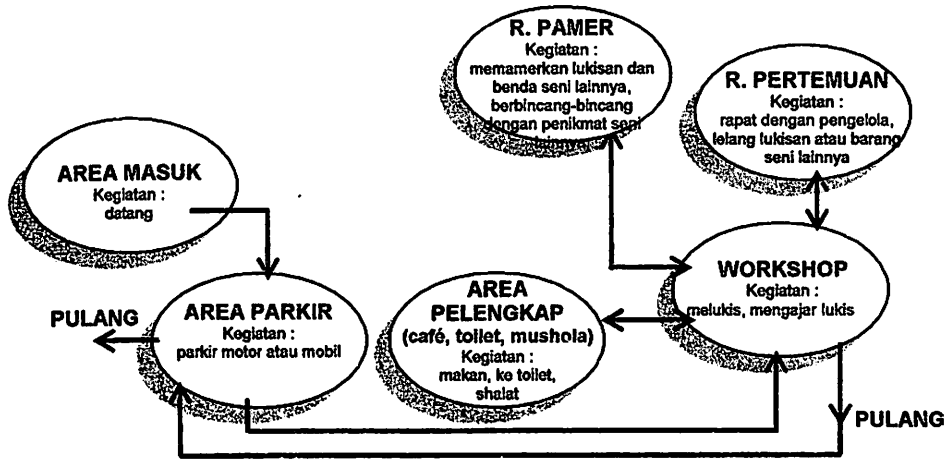 R. PAMER
Kegiatan :
memamerkan lukisan dan
benda seni lainnya,
berbincang-bincang
dengan penikmat seni
lainnya
R. PERTEMUAN
Kegiatan :
rapat dengan pengelola,
lelang lukisan atau barang
seni lainnya
AREA MASUK
Kegiatan :
datang
WORKSHOP
Kegiatan :
melukis, mengajar lukis
AREA
PELENGKAP
(café, toilet, mushola)
Kegiatan :
makan, ke toilet,
shalat
AREA PARKIR
Kegiatan :
parkir motor atau mobil
PULANG
PULANG